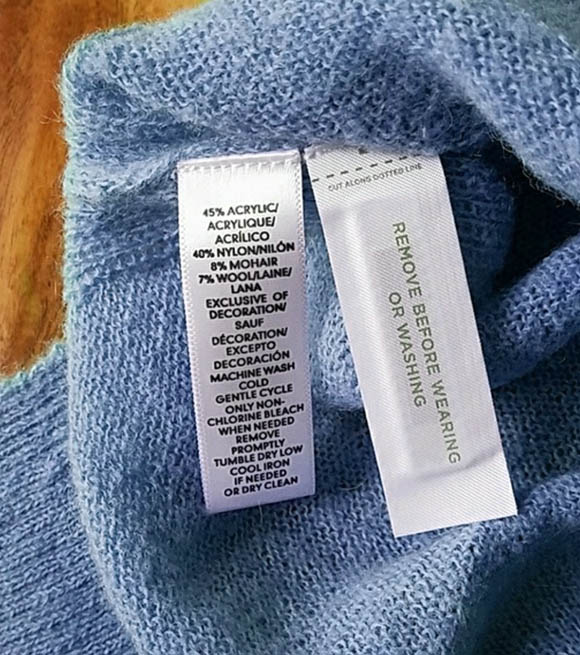 45% ACRYLIC/
ACRYLIQUE/
ACRÍLICO
40% NYLON/NILÓN
8% MOHAIR
7% WOOL/LAINE/
LANA
EXCLUSIVE OF
DECORATION/
SAUF
DÉCORATION/
EXCEPTO
DECORACIÓN
MACHINE WASH
COLD
GENTLE CYCLE
ONLY NON-
CHLORINE BLEACH
WHEN NEEDED
REMOVE
PROMPTLY
TUMBLE DRY LOW
COOL IRON
IF NEEDED
OR DRY CLEAN
CUT ALONG DOTTED LINE
REMOVE BEFORE WEARING
OR WASHING